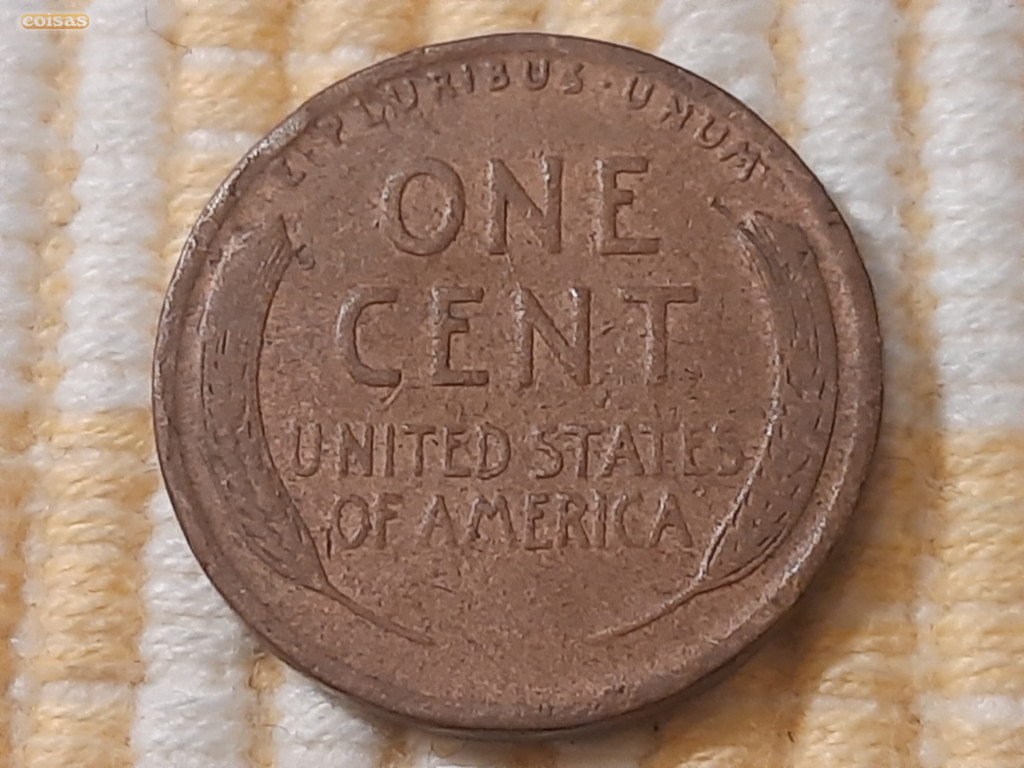 coisas
E·PLURIBUS·UNUM
ONE
CENT
UNITED STATES
OF AMERICA